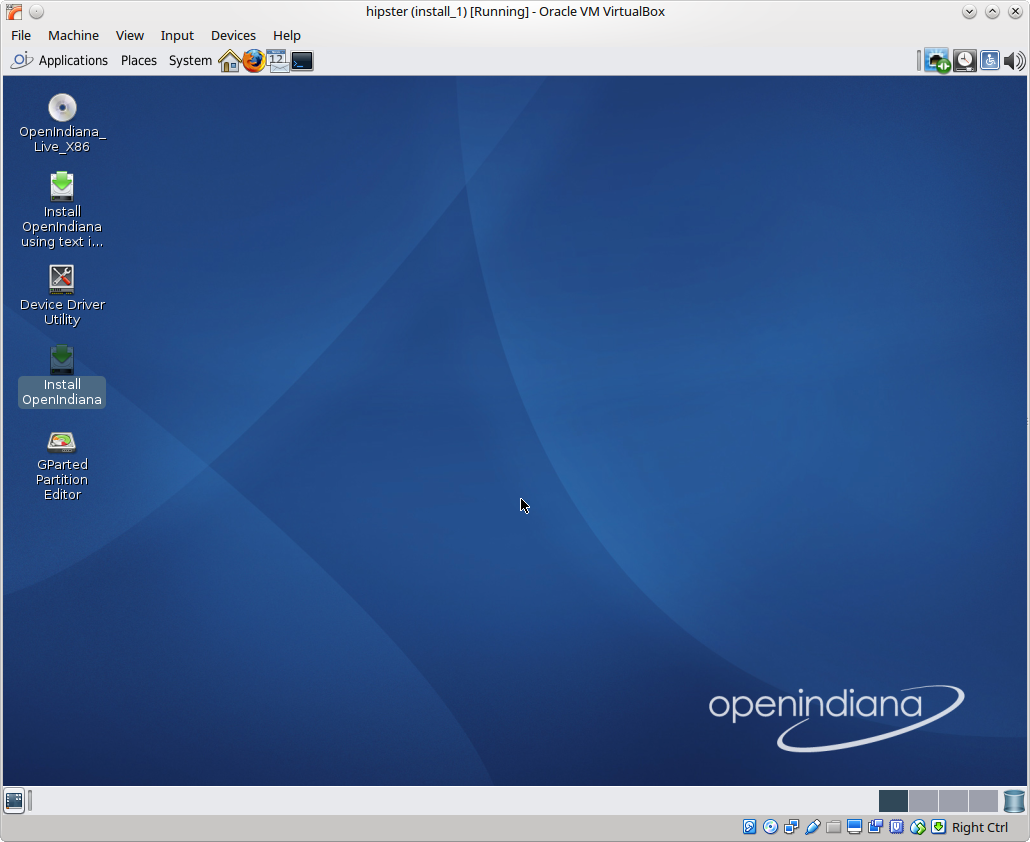 hipster (install_1) [Running] - Oracle VM VirtualBox
File Machine View Input Devices Help
Applications Places System 12
OpenIndiana_
Live_X86
Install
OpenIndiana
using text i...
Device Driver
Utility
Install
OpenIndiana
GParted
Partition
Editor
openindiana
Right Ctrl